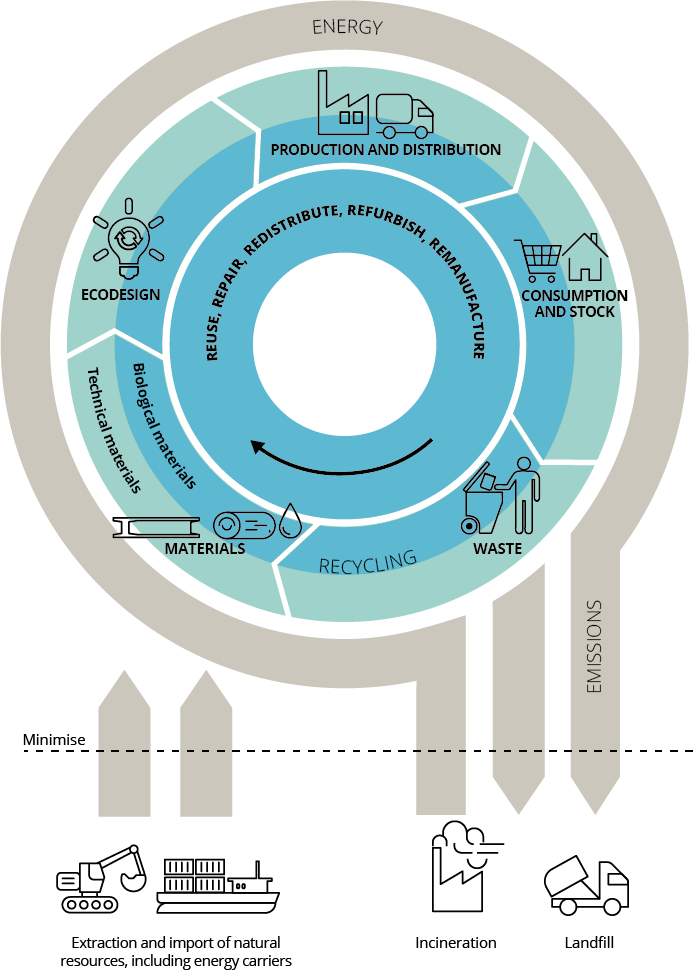 ENERGY
PRODUCTION AND DISTRIBUTION
REUSE, REPAIR, REDISTRIBUTE, REFURBISH, REMANUFACTURE
ECODESIGN
CONSUMPTION
AND STOCK
Technical materials
Biological materials
MATERIALS
RECYCLING
WASTE
EMISSIONS
Minimise
Extraction and import of natural
resources, including energy carriers
Incineration
Landfill